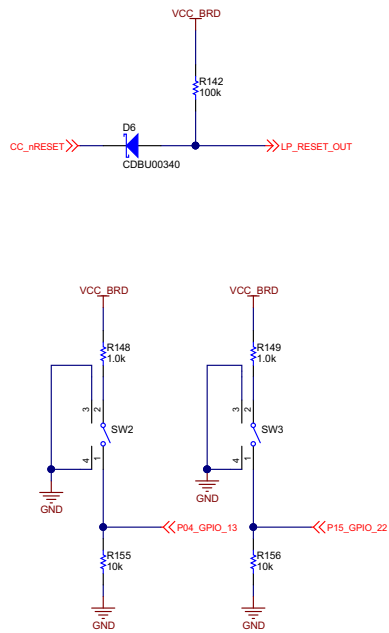 VCC_BRD
R142
100k
D6
CC_nRESET
LP_RESET_OUT
CDBU00340
VCC_BRD
VCC_BRD
R148
1.0k
R149
1.0k
3
2
3
2
SW2
SW3
4
1
4
1
GND
GND
P04_GPIO_13
P15_GPIO_22
R155
10k
R156
10k
GND
GND